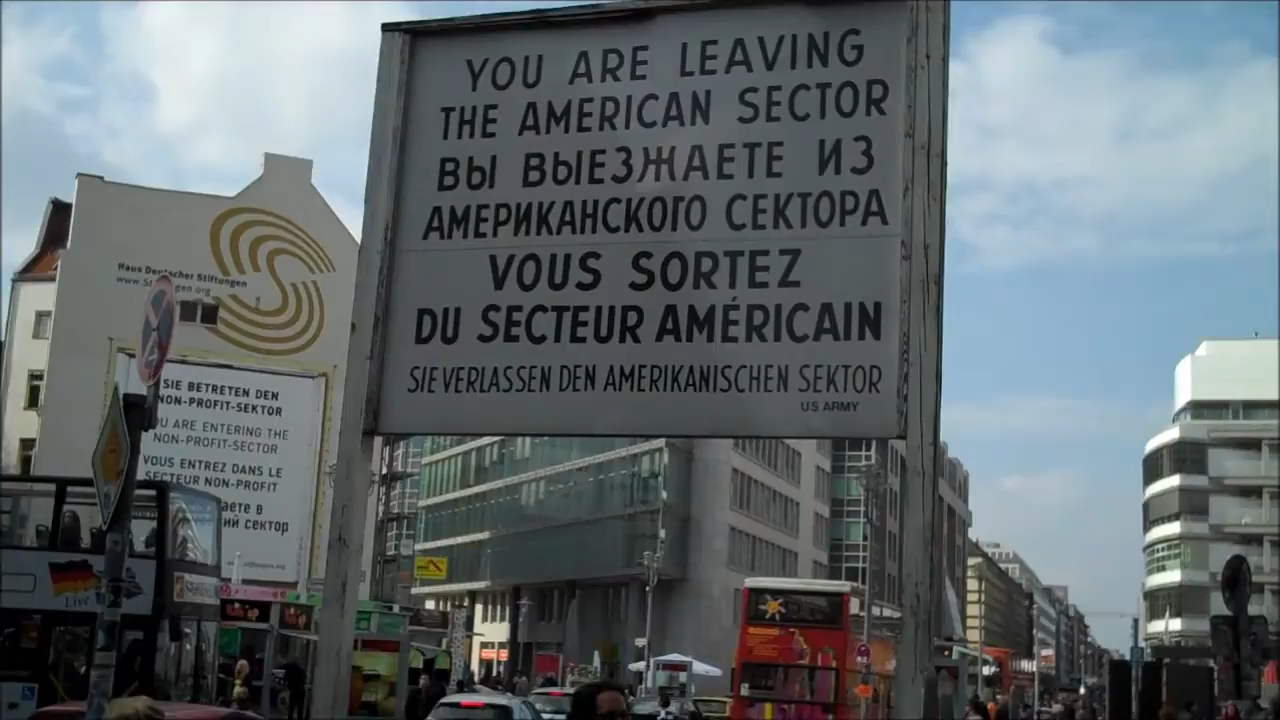 YOU ARE LEAVING
THE AMERICAN SECTOR
ВЫ ВЫЕЗЖАЕТЕ ИЗ
АМЕРИКАНСКОГО СЕКТОРА
VOUS SORTEZ
DU SECTEUR AMÉRICAIN
SIE VERLASSEN DEN AMERIKANISCHEN SEKTOR
US ARMY
Haus Deutscher Stiftungen
SIE BETRETEN DEN
NON-PROFIT-SEKTOR
YOU ARE ENTERING THE
NON-PROFIT-SECTOR
VOUS ENTREZ DANS LE
SECTEUR NON-PROFIT
сектор
Live